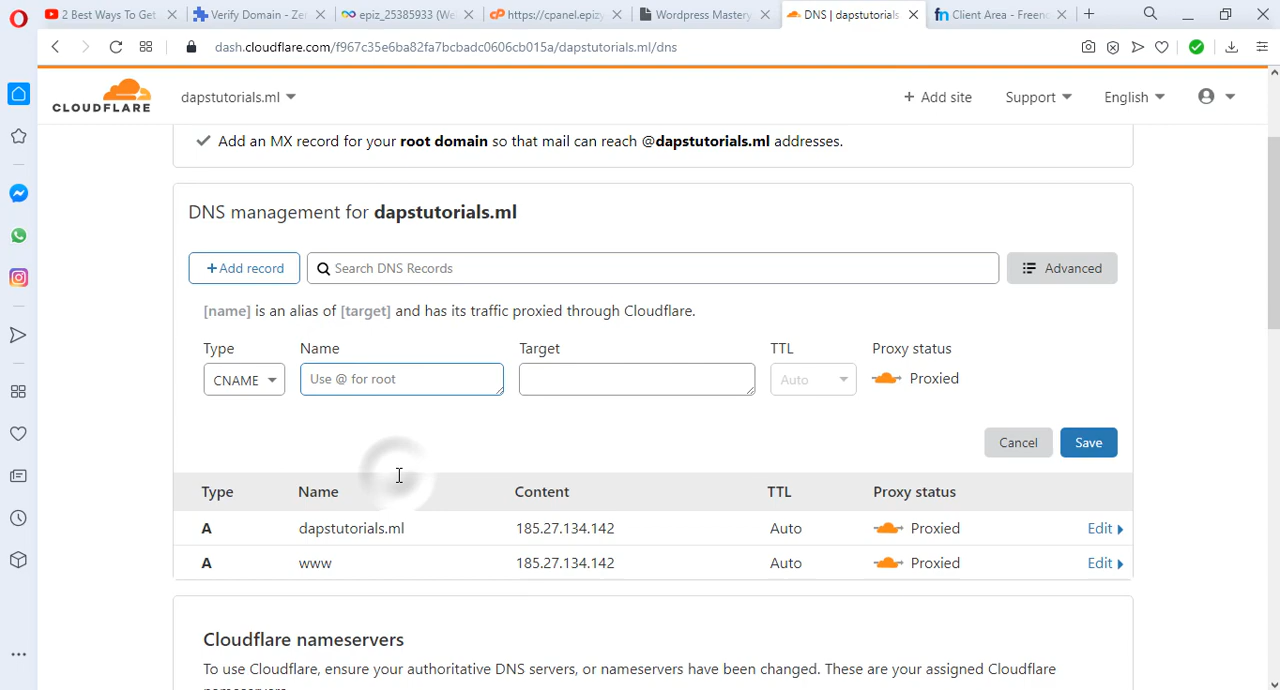 2 Best Ways To Get
Verify Domain - Zer
epiz_25385933 (We
https://cpanel.epizy
Wordpress Mastery
DNS | dapstutorials
Client Area - Freen
dash.cloudflare.com/f967c35e6ba82fa7bcbadc0606cb015a/dapstutorials.ml/dns
CLOUDFLARE
dapstutorials.ml
+ Add site
Support
English
Add an MX record for your root domain so that mail can reach @dapstutorials.ml addresses.
DNS management for dapstutorials.ml
+Add record
Search DNS Records
Advanced
[name] is an alias of [target] and has its traffic proxied through Cloudflare.
Type Name Target TTL Proxy status
CNAME Use @ for root Auto Proxied
Cancel Save
Type Name Content TTL Proxy status
A dapstutorials.ml 185.27.134.142 Auto Proxied Edit
A www 185.27.134.142 Auto Proxied Edit
Cloudflare nameservers
To use Cloudflare, ensure your authoritative DNS servers, or nameservers have been changed. These are your assigned Cloudflare